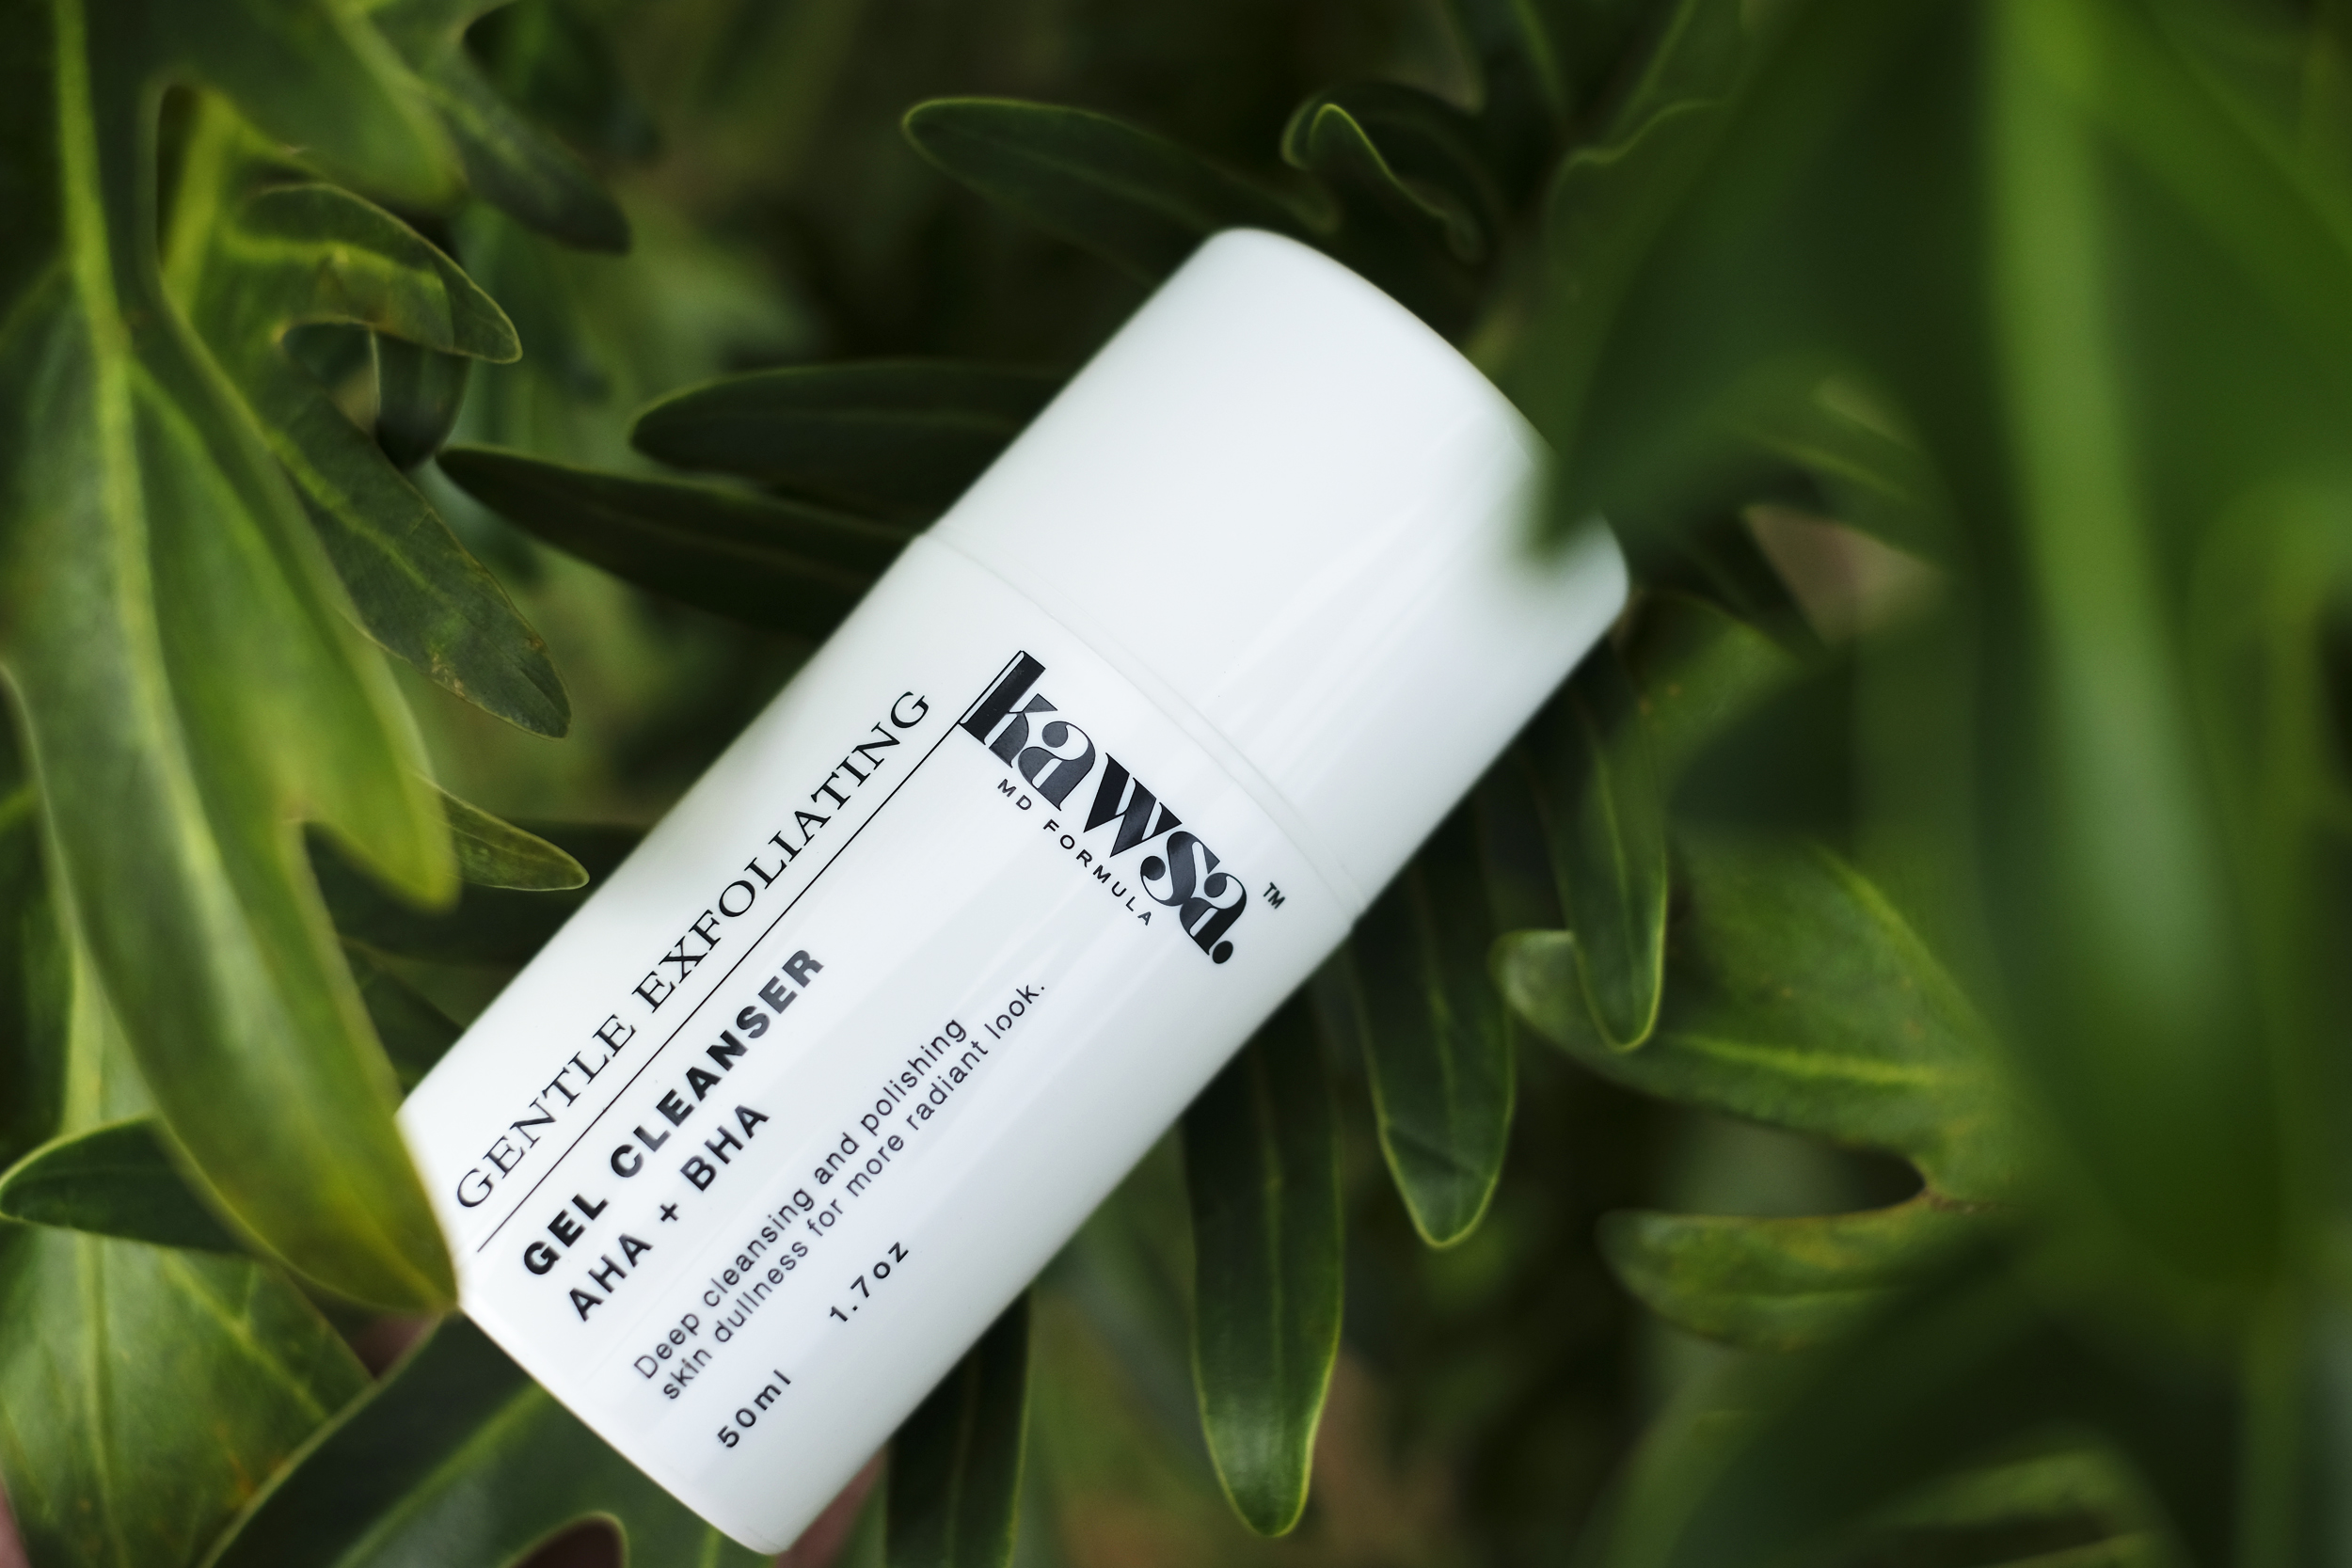 kawsa.™
MD FORMULA
GENTLE EXFOLIATING
GEL CLEANSER
AHA + BHA
Deep cleansing and polishing
skin dullness for more radiant look.
50ml 1.7oz